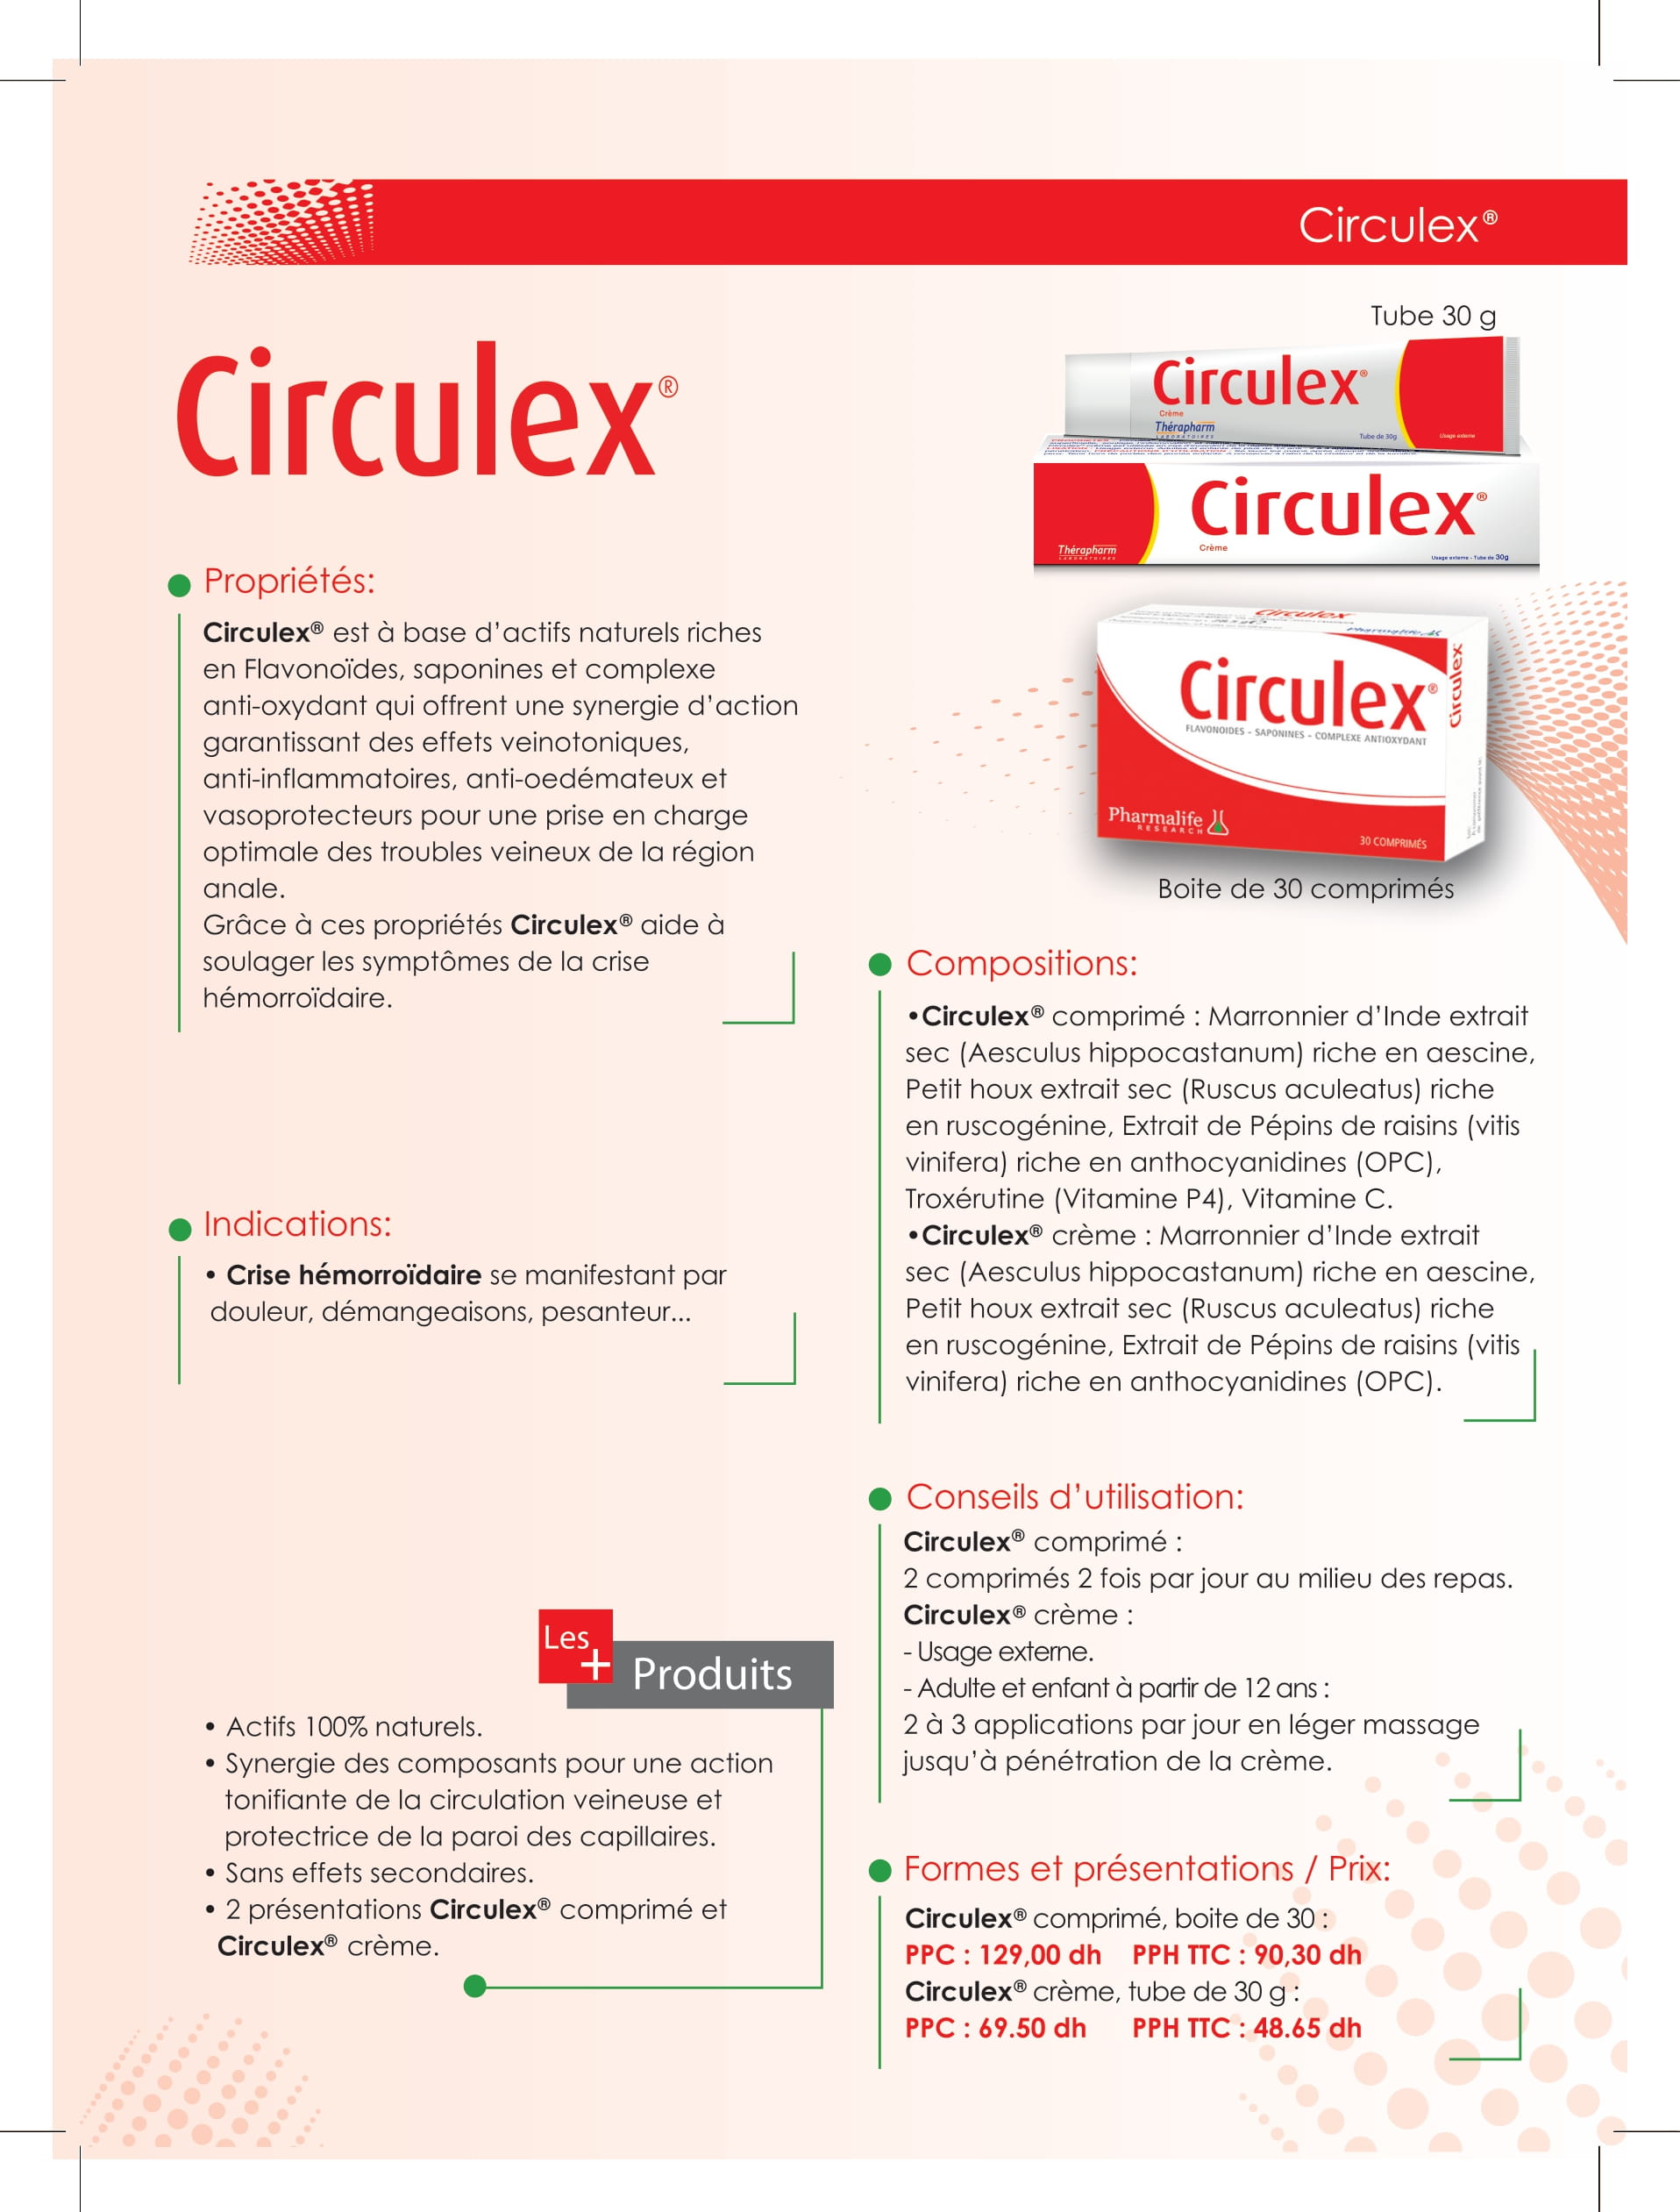 Circulex®
Tube 30 g
Circulex®
Circulex®
Crème
Thérapharm
LABORATOIRES
Tube de 30g
Usage externe
Circulex®
Crème
Thérapharm
LABORATOIRES
Usage externe - Tube de 30g
Propriétés:
Circulex® est à base d’actifs naturels riches
en Flavonoïdes, saponines et complexe
anti-oxydant qui offrent une synergie d’action
garantissant des effets veinotoniques,
anti-inflammatoires, anti-oedémateux et
vasoprotecteurs pour une prise en charge
optimale des troubles veineux de la région
anale.
Grâce à ces propriétés Circulex® aide à
soulager les symptômes de la crise
hémorroïdaire.
Circulex
Pharmalife
Circulex®
FLAVONOIDES - SAPONINES - COMPLEXE ANTIOXYDANT
Circulex
Pharmalife
RESEARCH
30 COMPRIMÉS
Boite de 30 comprimés
Indications:
• Crise hémorroïdaire se manifestant par
douleur, démangeaisons, pesanteur...
Compositions:
•Circulex® comprimé : Marronnier d’Inde extrait
sec (Aesculus hippocastanum) riche en aescine,
Petit houx extrait sec (Ruscus aculeatus) riche
en ruscogénine, Extrait de Pépins de raisins (vitis
vinifera) riche en anthocyanidines (OPC),
Troxérutine (Vitamine P4), Vitamine C.
•Circulex® crème : Marronnier d’Inde extrait
sec (Aesculus hippocastanum) riche en aescine,
Petit houx extrait sec (Ruscus aculeatus) riche
en ruscogénine, Extrait de Pépins de raisins (vitis
vinifera) riche en anthocyanidines (OPC).
Les +
Produits
• Actifs 100% naturels.
• Synergie des composants pour une action
tonifiante de la circulation veineuse et
protectrice de la paroi des capillaires.
• Sans effets secondaires.
• 2 présentations Circulex® comprimé et
Circulex® crème.
Conseils d’utilisation:
Circulex® comprimé :
2 comprimés 2 fois par jour au milieu des repas.
Circulex® crème :
- Usage externe.
- Adulte et enfant à partir de 12 ans :
2 à 3 applications par jour en léger massage
jusqu’à pénétration de la crème.
Formes et présentations / Prix:
Circulex® comprimé, boite de 30 :
PPC : 129,00 dh PPH TTC : 90,30 dh
Circulex® crème, tube de 30 g :
PPC : 69.50 dh PPH TTC : 48.65 dh